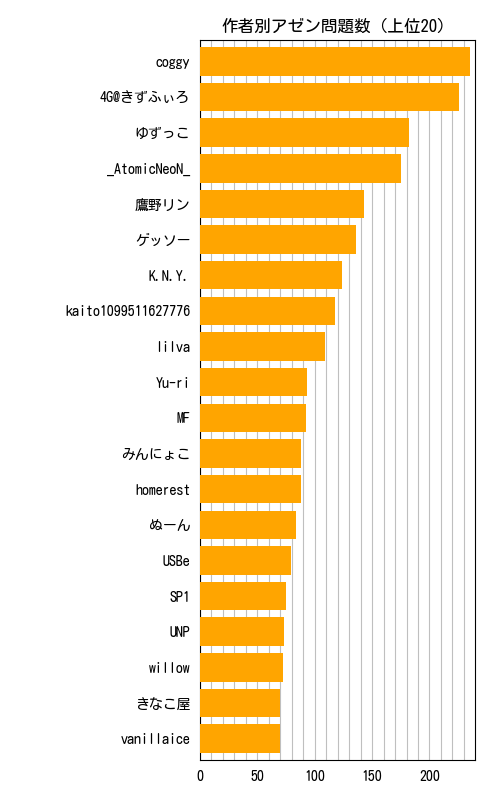 作者別アゼン問題数（上位20）
coggy
4G@きずふぃろ
ゆずっこ
_AtomicNeoN_
鷹野リン
ゲッソー
K.N.Y.
kaito1099511627776
lilva
Yu-ri
MF
みんにょこ
homerest
ぬーん
USBe
SP1
UNP
willow
きなこ屋
vanillaice
0 50 100 150 200